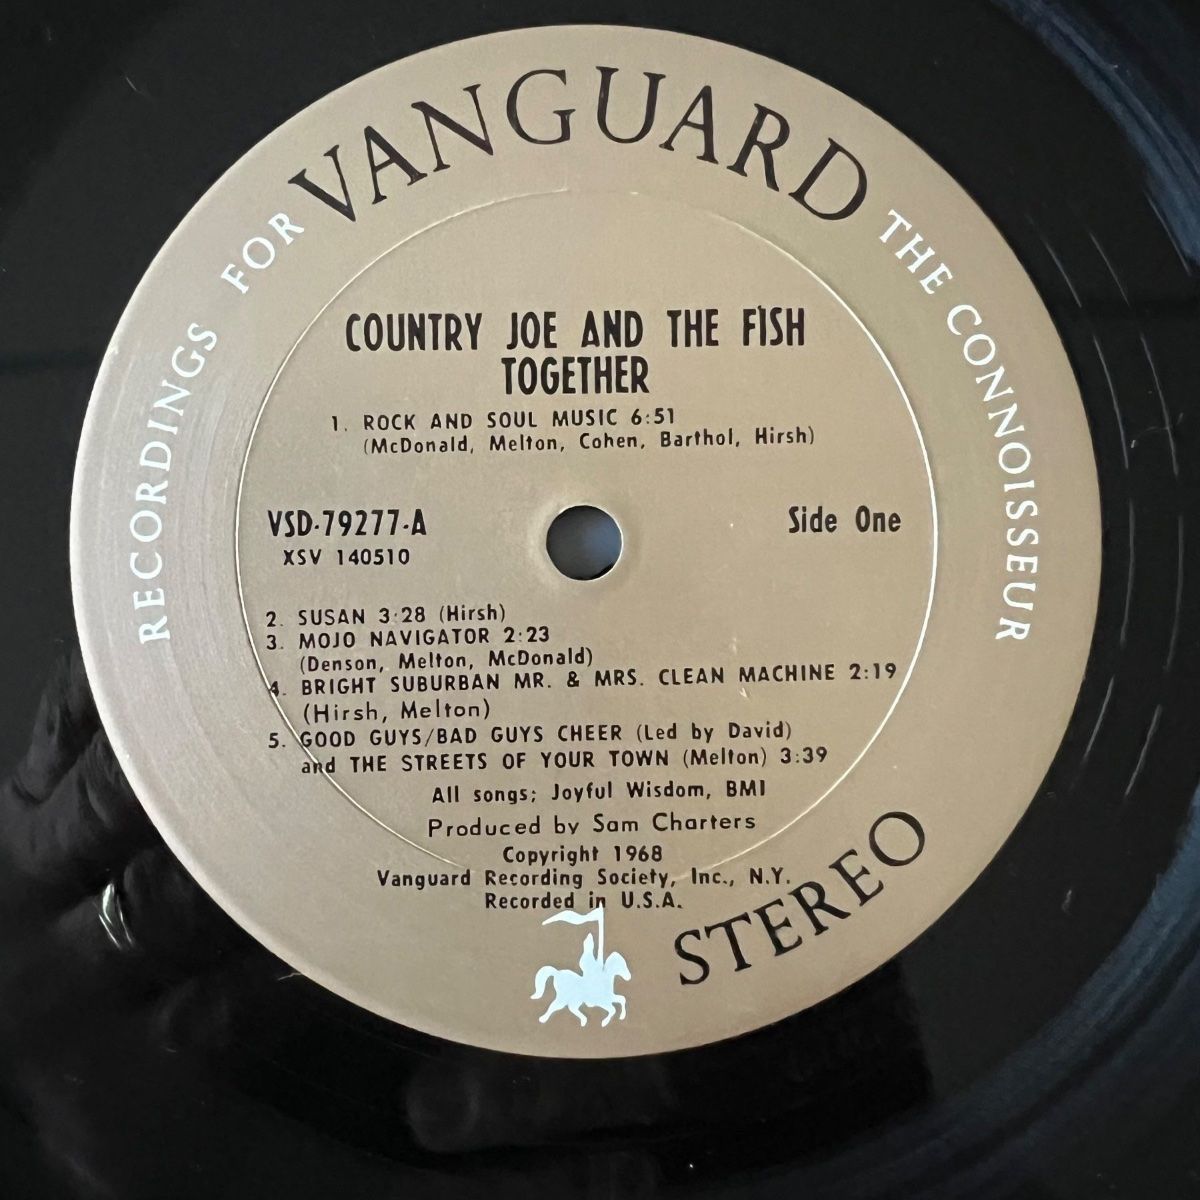 RECORDINGS FOR VANGUARD THE CONNOISSEUR
COUNTRY JOE AND THE FISH
TOGETHER
1. ROCK AND SOUL MUSIC 6:51
(McDonald, Melton, Cohen, Barthol, Hirsh)
VSD-79277-A Side One
XSV 140510
2. SUSAN 3:28 (Hirsh)
3. MOJO NAVIGATOR 2:23
(Denson, Melton, McDonald)
4. BRIGHT SUBURBAN MR. & MRS. CLEAN MACHINE 2:19
(Hirsh, Melton)
5. GOOD GUYS/BAD GUYS CHEER (Led by David)
and THE STREETS OF YOUR TOWN (Melton) 3:39
All songs; Joyful Wisdom, BMI
Produced by Sam Charters
Copyright 1968
Vanguard Recording Society, Inc., N.Y.
Recorded in U.S.A.
STEREO